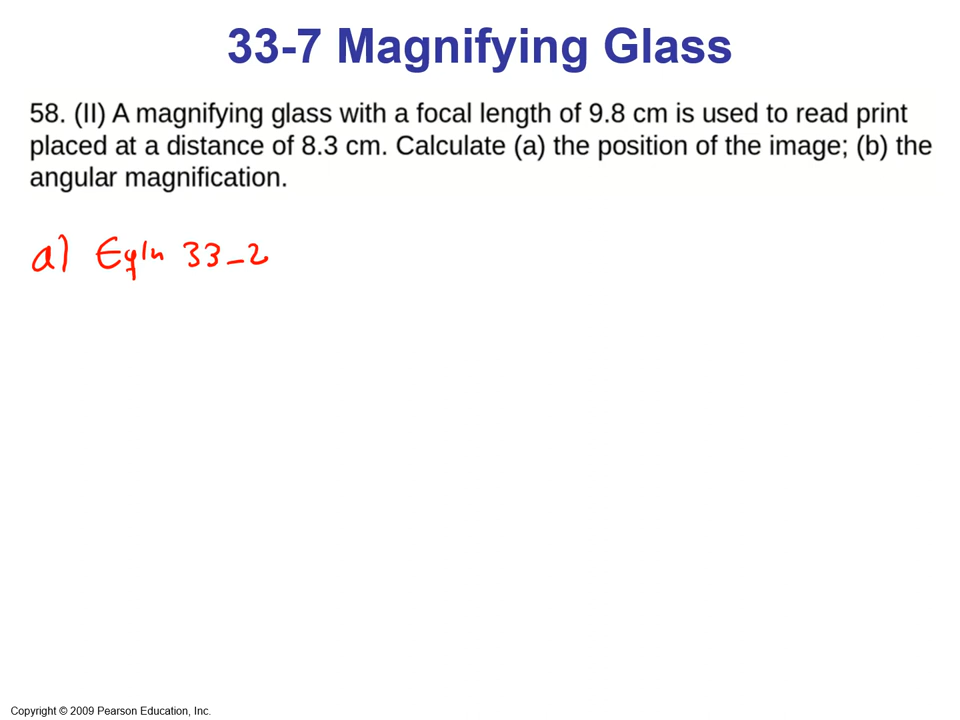 33-7 Magnifying Glass
58. (II) A magnifying glass with a focal length of 9.8 cm is used to read print
placed at a distance of 8.3 cm. Calculate (a) the position of the image; (b) the
angular magnification.
a) Eq'n 33-2
Copyright © 2009 Pearson Education, Inc.